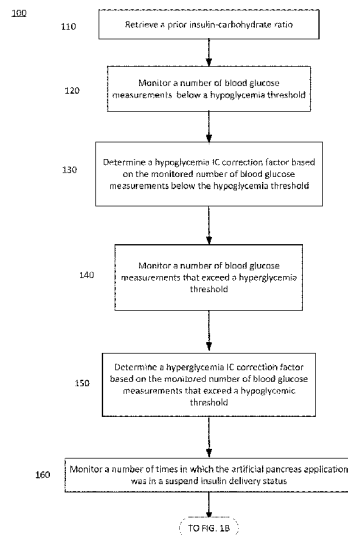 100
110
Retrieve a prior insulin-carbohydrate ratio
120
Monitor a number of blood glucose
measurements below a hypoglycemia threshold
130
Determine a hypoglycemia IC correction factor based
on the monitored number of blood glucose
measurements below the hypoglycemia threshold
140
Monitor a number of blood glucose
measurements that exceed a hyperglycemia
threshold
150
Determine a hyperglycemia IC correction factor
based on the monitored number of blood glucose
measurements that exceed a hypoglycemic
threshold
160
Monitor a number of times in which the artificial pancreas application
was in a suspend insulin delivery status
TO FIG. 1B